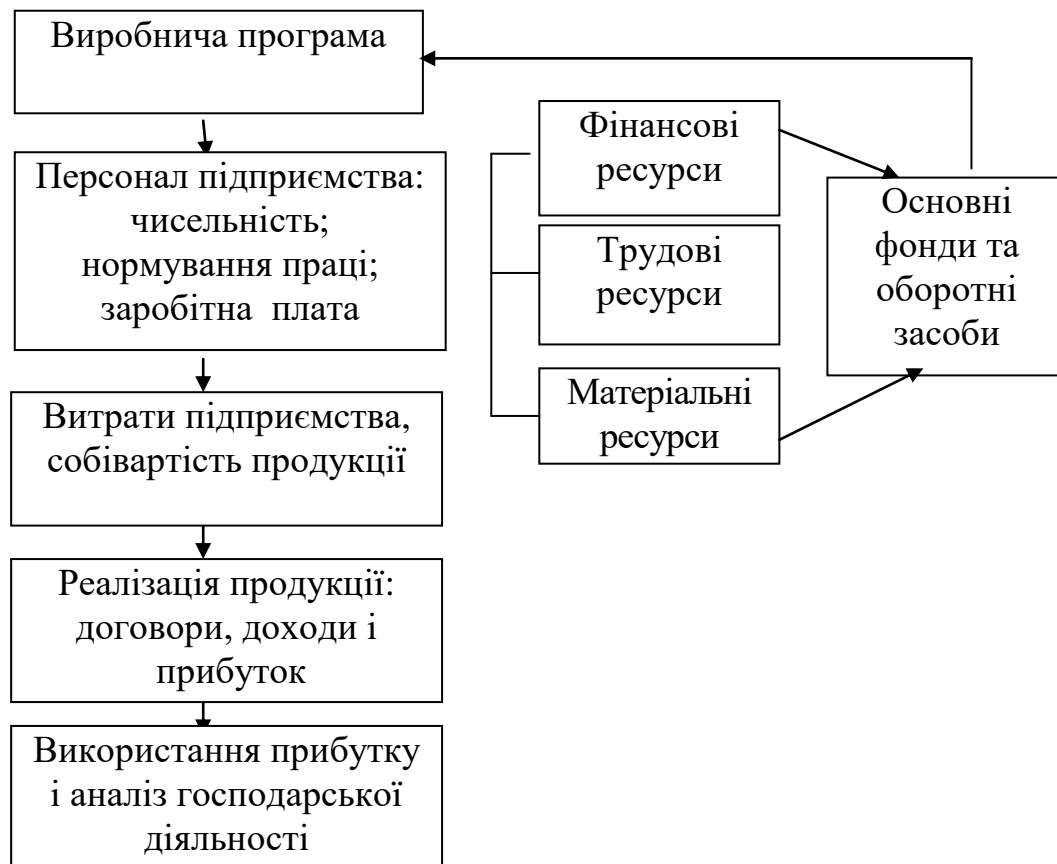 Виробнича програма
Персонал підприємства:
чисельність;
нормування праці;
заробітна плата
Витрати підприємства,
собівартість продукції
Реалізація продукції:
договори, доходи і
прибуток
Використання прибутку
і аналіз господарської
діяльності
Фінансові
ресурси
Трудові
ресурси
Матеріальні
ресурси
Основні
фонди та
оборотні
засоби